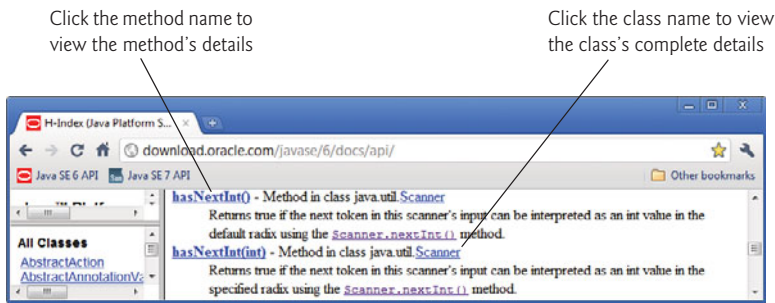 Click the method name to
view the method's details
Click the class name to view
the class's complete details
H-Index (Java Platform S...
download.oracle.com/javase/6/docs/api/
Java SE 6 API
Java SE 7 API
Other bookmarks
All Classes
AbstractAction
hasNextInt() - Method in class java.util.Scanner
Returns true if the next token in this scanner's input can be interpreted as an int value in the
default radix using the Scanner.nextInt() method.
hasNextInt(int) - Method in class java.util.Scanner
Returns true if the next token in this scanner's input can be interpreted as an int value in the
specified radix using the Scanner.nextInt() method.